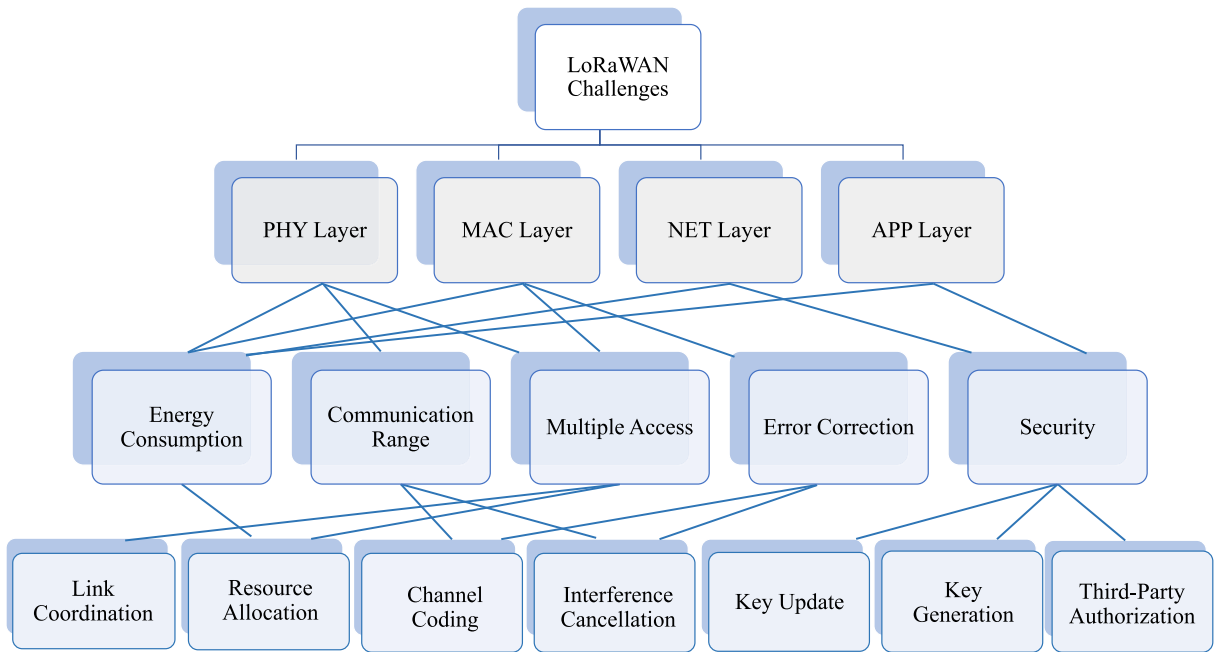 LoRaWAN
Challenges
PHY Layer
MAC Layer
NET Layer
APP Layer
Energy
Consumption
Communication
Range
Multiple Access
Error Correction
Security
Link
Coordination
Resource
Allocation
Channel
Coding
Interference
Cancellation
Key Update
Key
Generation
Third-Party
Authorization